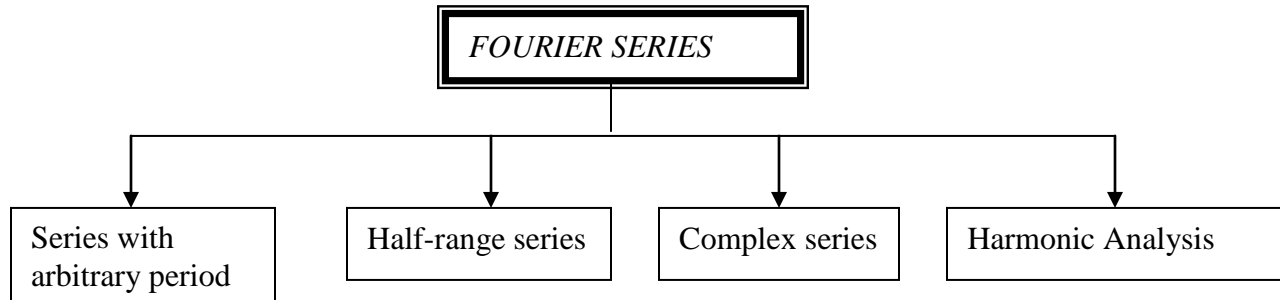 FOURIER SERIES
Series with
arbitrary period
Half-range series
Complex series
Harmonic Analysis